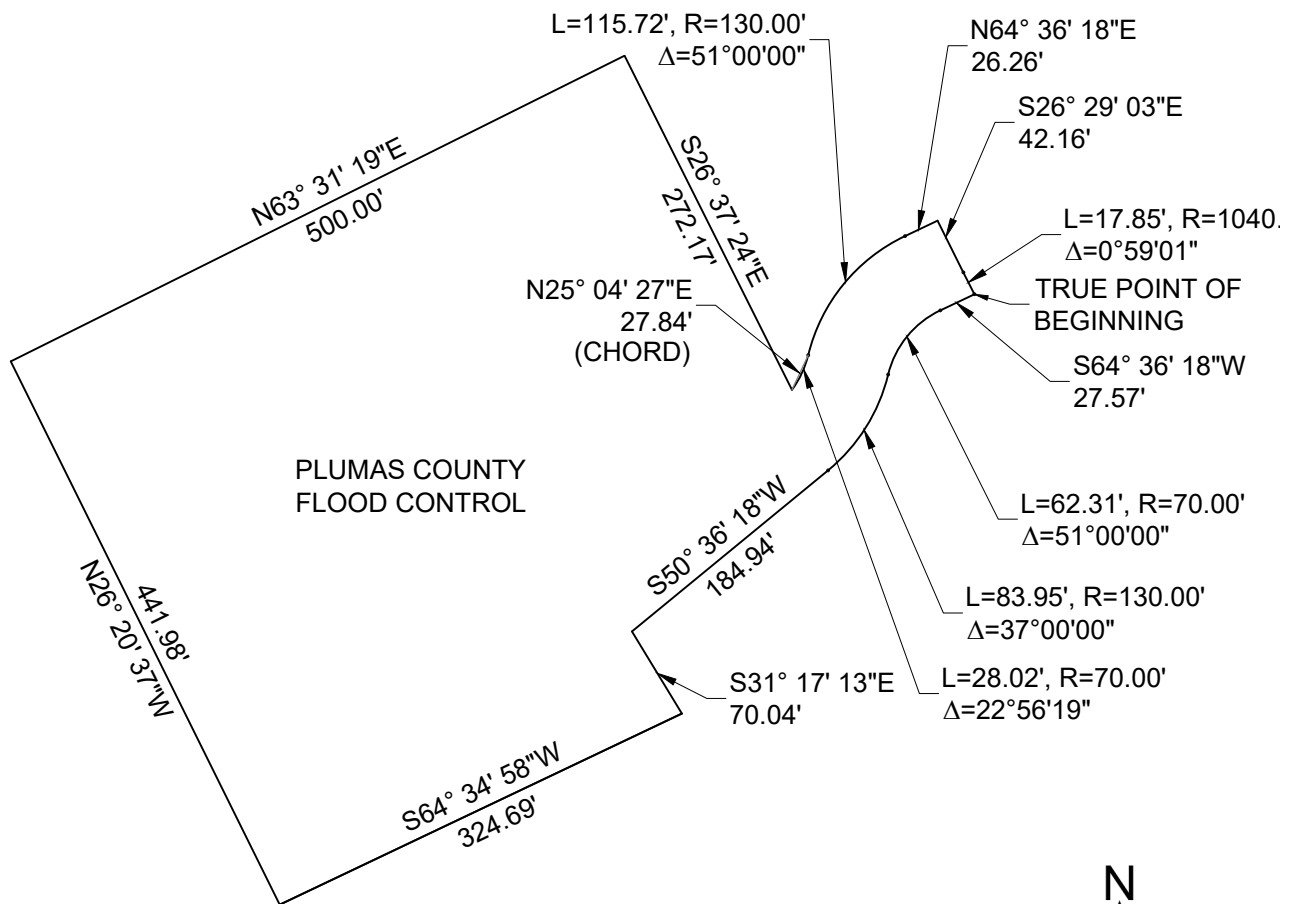 L=115.72', R=130.00'
Δ=51°00'00"
N64° 36' 18"E
26.26'
S26° 29' 03"E
42.16'
N63° 31' 19"E
500.00'
S26° 37' 24"E
272.17'
L=17.85', R=1040.
Δ=0°59'01"
N25° 04' 27"E
27.84'
(CHORD)
TRUE POINT OF
BEGINNING
S64° 36' 18"W
27.57'
PLUMAS COUNTY
FLOOD CONTROL
S50° 36' 18"W
184.94'
L=62.31', R=70.00'
Δ=51°00'00"
441.98'
N26° 20' 37"W
L=83.95', R=130.00'
Δ=37°00'00"
S31° 17' 13"E
70.04'
L=28.02', R=70.00'
Δ=22°56'19"
S64° 34' 58"W
324.69'
N